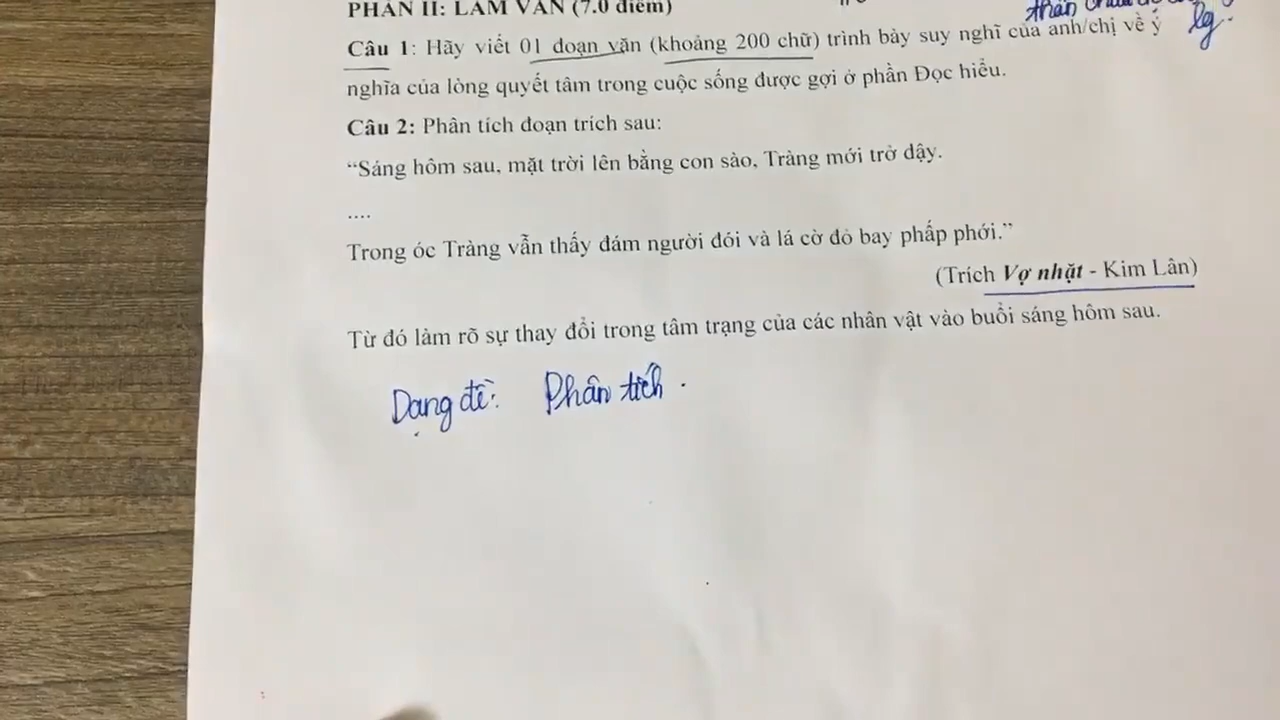 PHẦN II: LÀM VĂN (7.0 điểm)
thân
lg.
Câu 1: Hãy viết 01 đoạn văn (khoảng 200 chữ) trình bày suy nghĩ của anh/chị về ý
nghĩa của lòng quyết tâm trong cuộc sống được gợi ở phần Đọc hiểu.
Câu 2: Phân tích đoạn trích sau:
“Sáng hôm sau, mặt trời lên bằng con sào, Tràng mới trở dậy.
....
Trong óc Tràng vẫn thấy đám người đói và lá cờ đỏ bay phấp phới.”
(Trích Vợ nhặt - Kim Lân)
Từ đó làm rõ sự thay đổi trong tâm trạng của các nhân vật vào buổi sáng hôm sau.
Dạng đề: Phân tích.